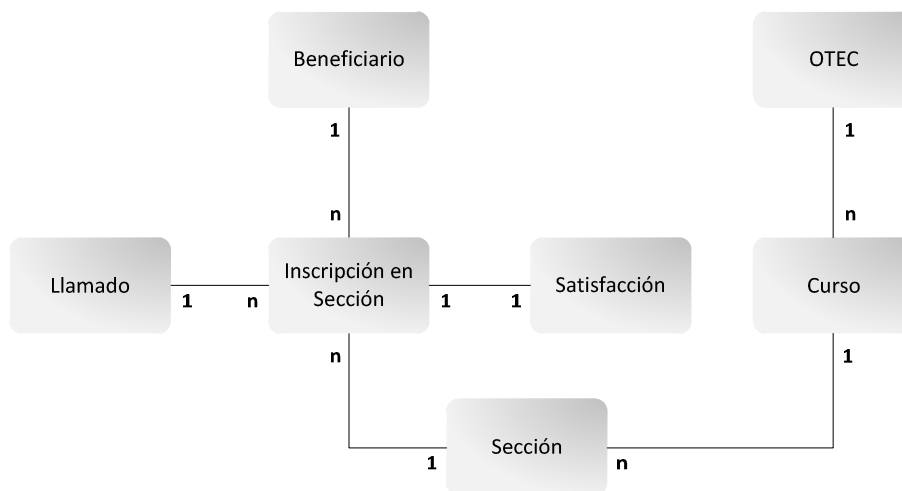 Beneficiario
OTEC
1
1
n
n
Llamado
Inscripción en
Sección
Satisfacción
Curso
1
n
1
1
n
1
Sección
1
n